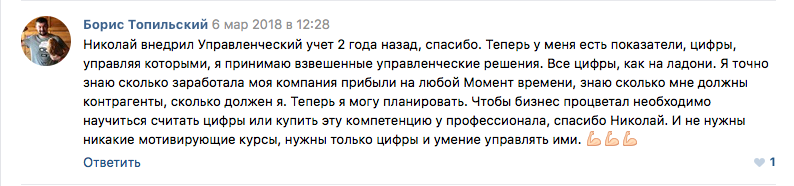 Борис Топильский 6 мар 2018 в 12:28
Николай внедрил Управленческий учет 2 года назад, спасибо. Теперь у меня есть показатели, цифры,
управляя которыми, я принимаю взвешенные управленческие решения. Все цифры, как на ладони. Я точно
знаю сколько заработала моя компания прибыли на любой Момент времени, знаю сколько мне должны
контрагенты, сколько должен я. Теперь я могу планировать. Чтобы бизнес процветал необходимо
научиться считать цифры или купить эту компетенцию у профессионала, спасибо Николай. И не нужны
никакие мотивирующие курсы, нужны только цифры и умение управлять ими. 💪🏻💪🏻💪🏻
Ответить 1